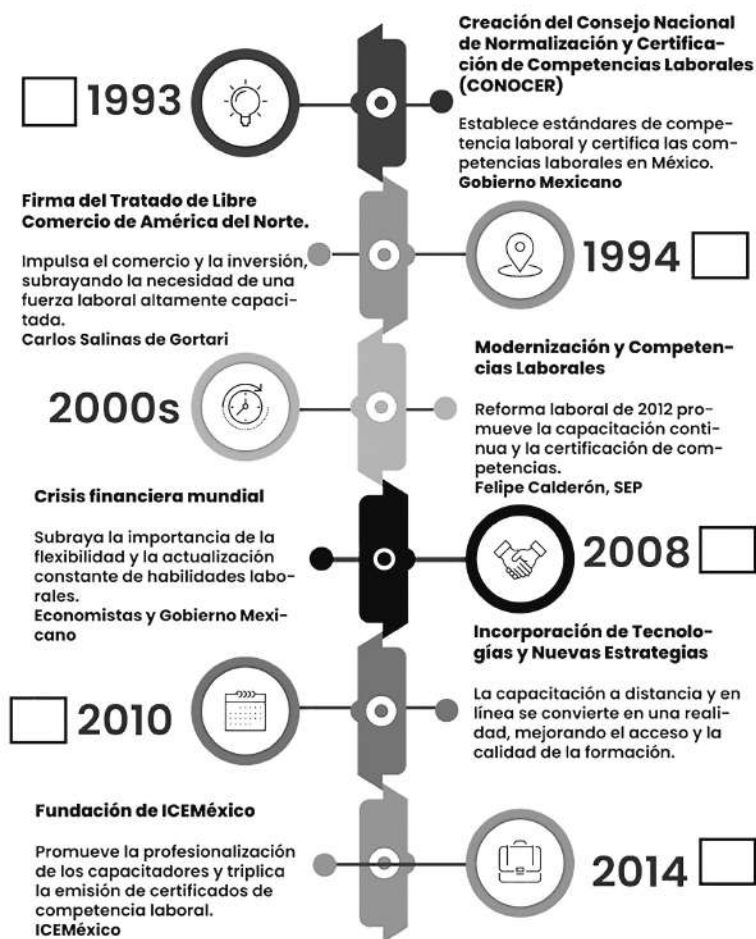 1993
Creación del Consejo Nacional
de Normalización y Certifica-
ción de Competencias Laborales
(CONOCER)
Establece estándares de compe-
tencia laboral y certifica las com-
petencias laborales en México.
Gobierno Mexicano
Firma del Tratado de Libre
Comercio de América del Norte.
Impulsa el comercio y la inversión,
subrayando la necesidad de una
fuerza laboral altamente capaci-
tada.
Carlos Salinas de Gortari
1994
2000s
Modernización y Competen-
cias Laborales
Reforma laboral de 2012 pro-
mueve la capacitación conti-
nua y la certificación de com-
petencias.
Felipe Calderón, SEP
Crisis financiera mundial
Subraya la importancia de la
flexibilidad y la actualización
constante de habilidades labo-
rales.
Economistas y Gobierno Mexi-
cano
2008
2010
Incorporación de Tecnolo-
gías y Nuevas Estrategias
La capacitación a distancia y en
línea se convierte en una reali-
dad, mejorando el acceso y la
calidad de la formación.
Fundación de ICEMéxico
Promueve la profesionalización
de los capacitadores y triplica
la emisión de certificados de
competencia laboral.
ICEMéxico
2014